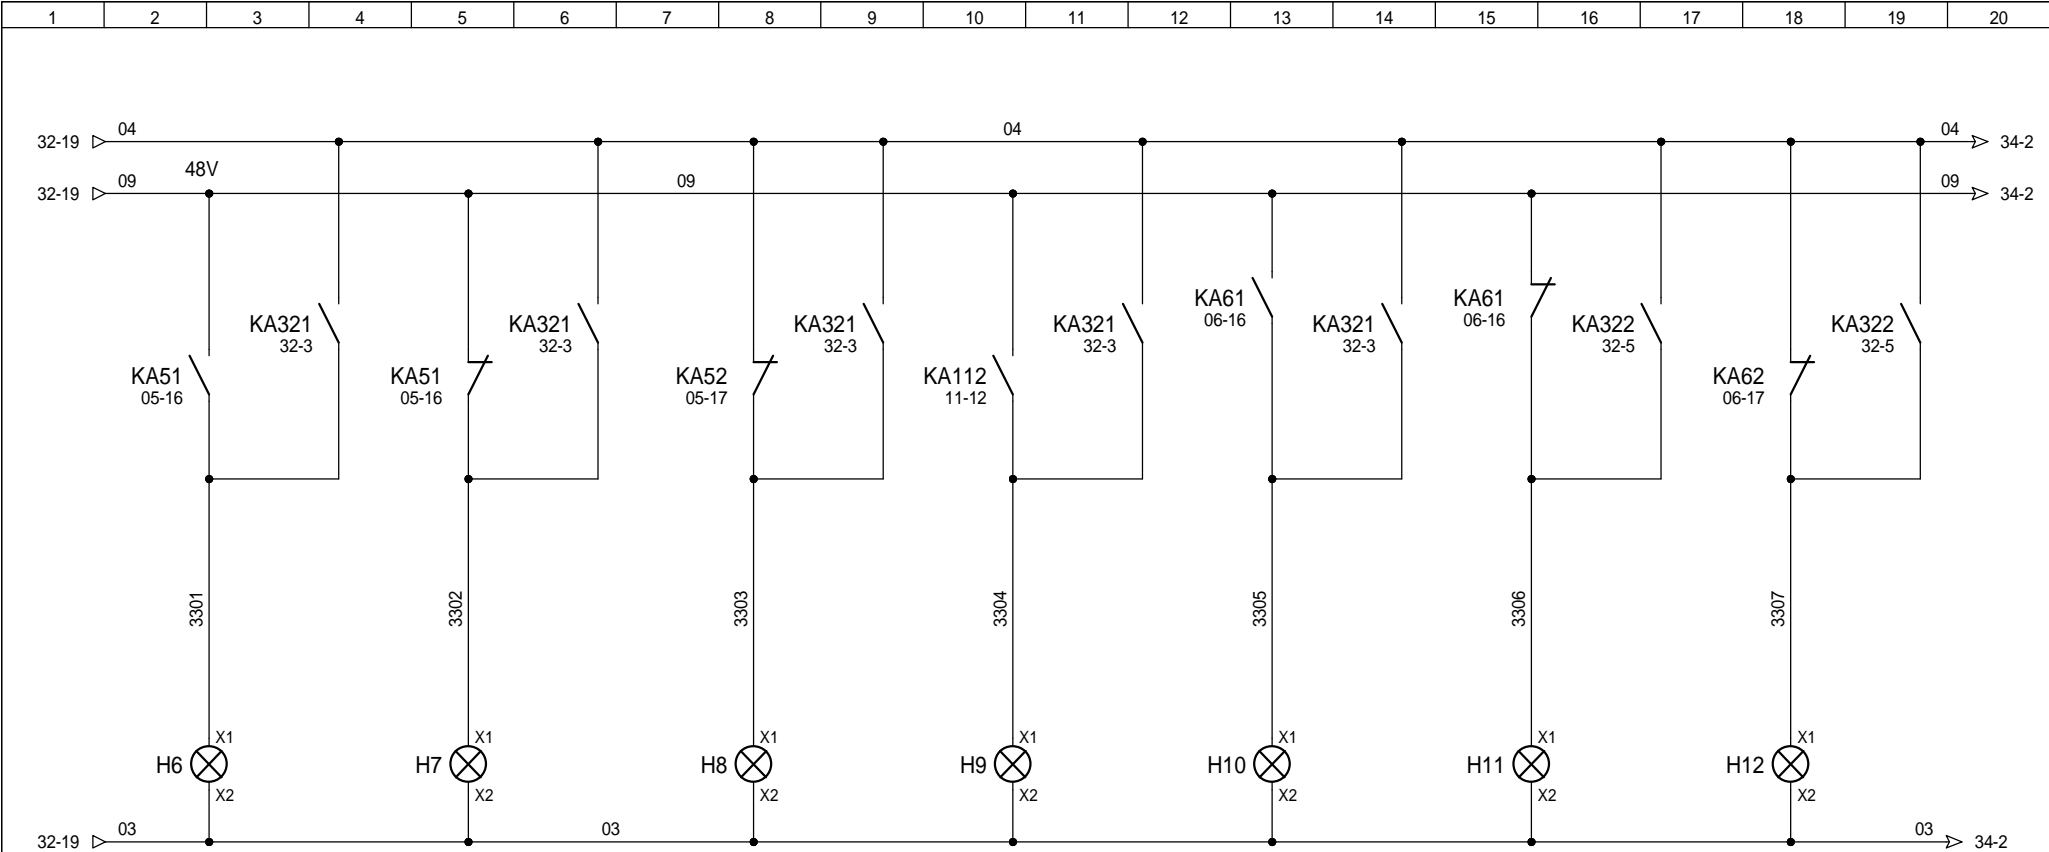 1 2 3 4 5 6 7 8 9 10 11 12 13 14 15 16 17 18 19 20
32-19 04 04 04 34-2
48V
32-19 09 09 09 34-2
KA61 KA61
06-16 06-16
KA321 KA321 KA321 KA321 KA321 KA322 KA322
32-3 32-3 32-3 32-3 32-3 32-5 32-5
KA51 KA51 KA52 KA112 KA62
05-16 05-16 05-17 11-12 06-17
3301 3302 3303 3304 3305 3306 3307
X1 X1 X1 X1 X1 X1 X1
H6 H7 H8 H9 H10 H11 H12
X2 X2 X2 X2 X2 X2 X2
32-19 03 03 03 34-2